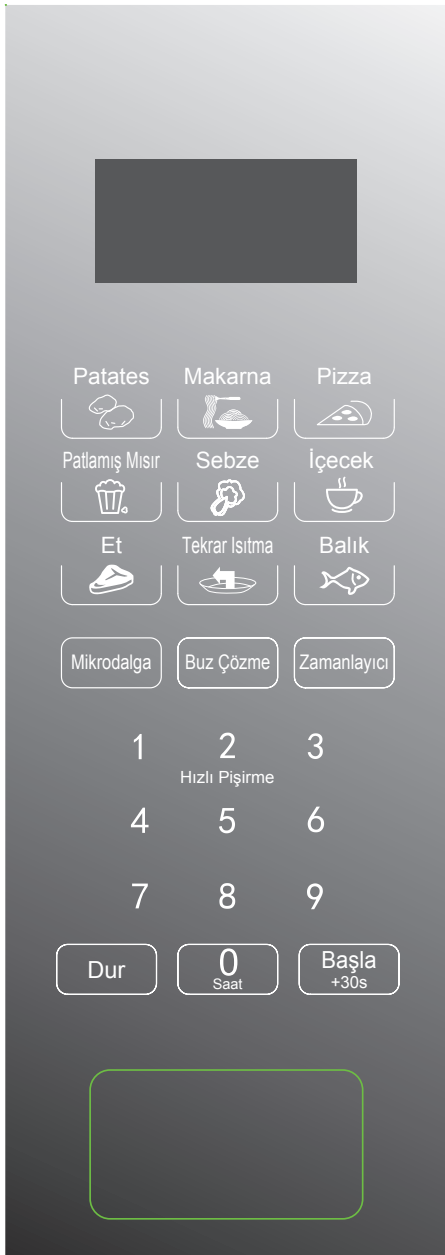 Patates Makarna Pizza
Patlamış Mısır Sebze İçecek
Et Tekrar Isıtma Balık
Mikrodalga Buz Çözme Zamanlayıcı
1 2 3
Hızlı Pişirme
4 5 6
7 8 9
Dur 0 Başla
Saat +30s